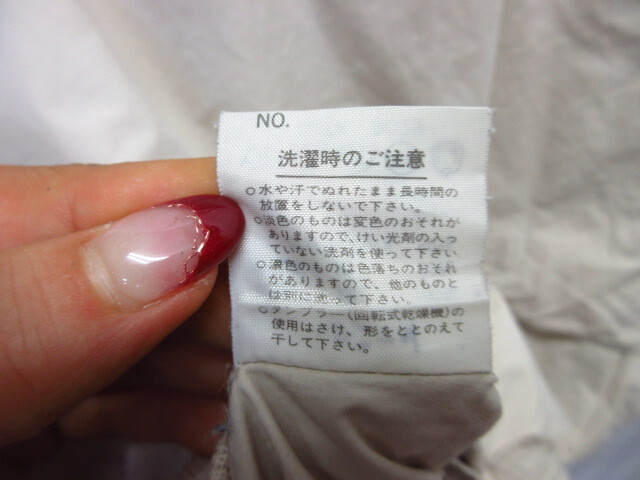 NO.
洗濯時のご注意
○水や汗でぬれたまま長時間の
放置をしないで下さい。
○淡色のものは変色のおそれが
ありますので、けい光剤の入っ
ていない洗剤を使って下さい。
○濃色のものは色落ちのおそれ
がありますので、他のものと
は別に洗って下さい。
○タンブラー(回転式乾燥機)の
使用はさけ、形をととのえて
干して下さい。